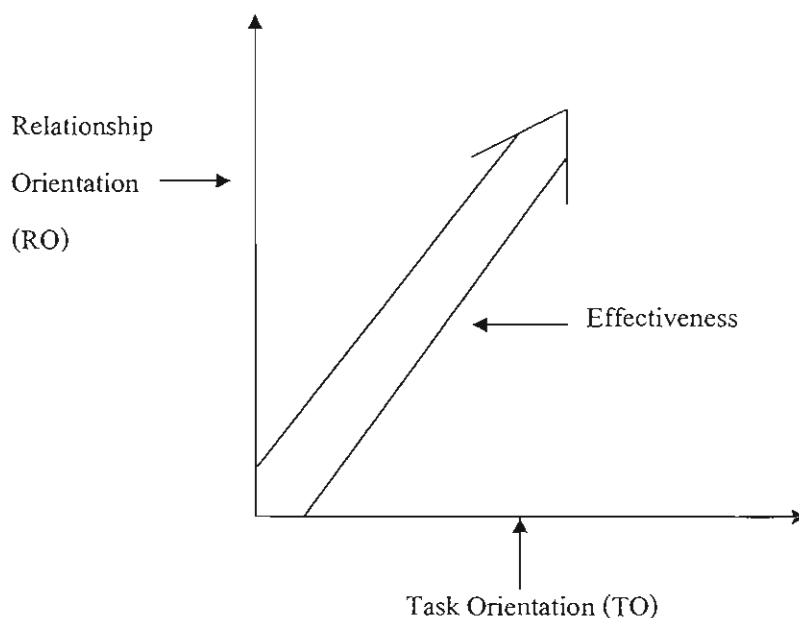 Relationship
Orientation
(RO)
Effectiveness
Task Orientation (TO)